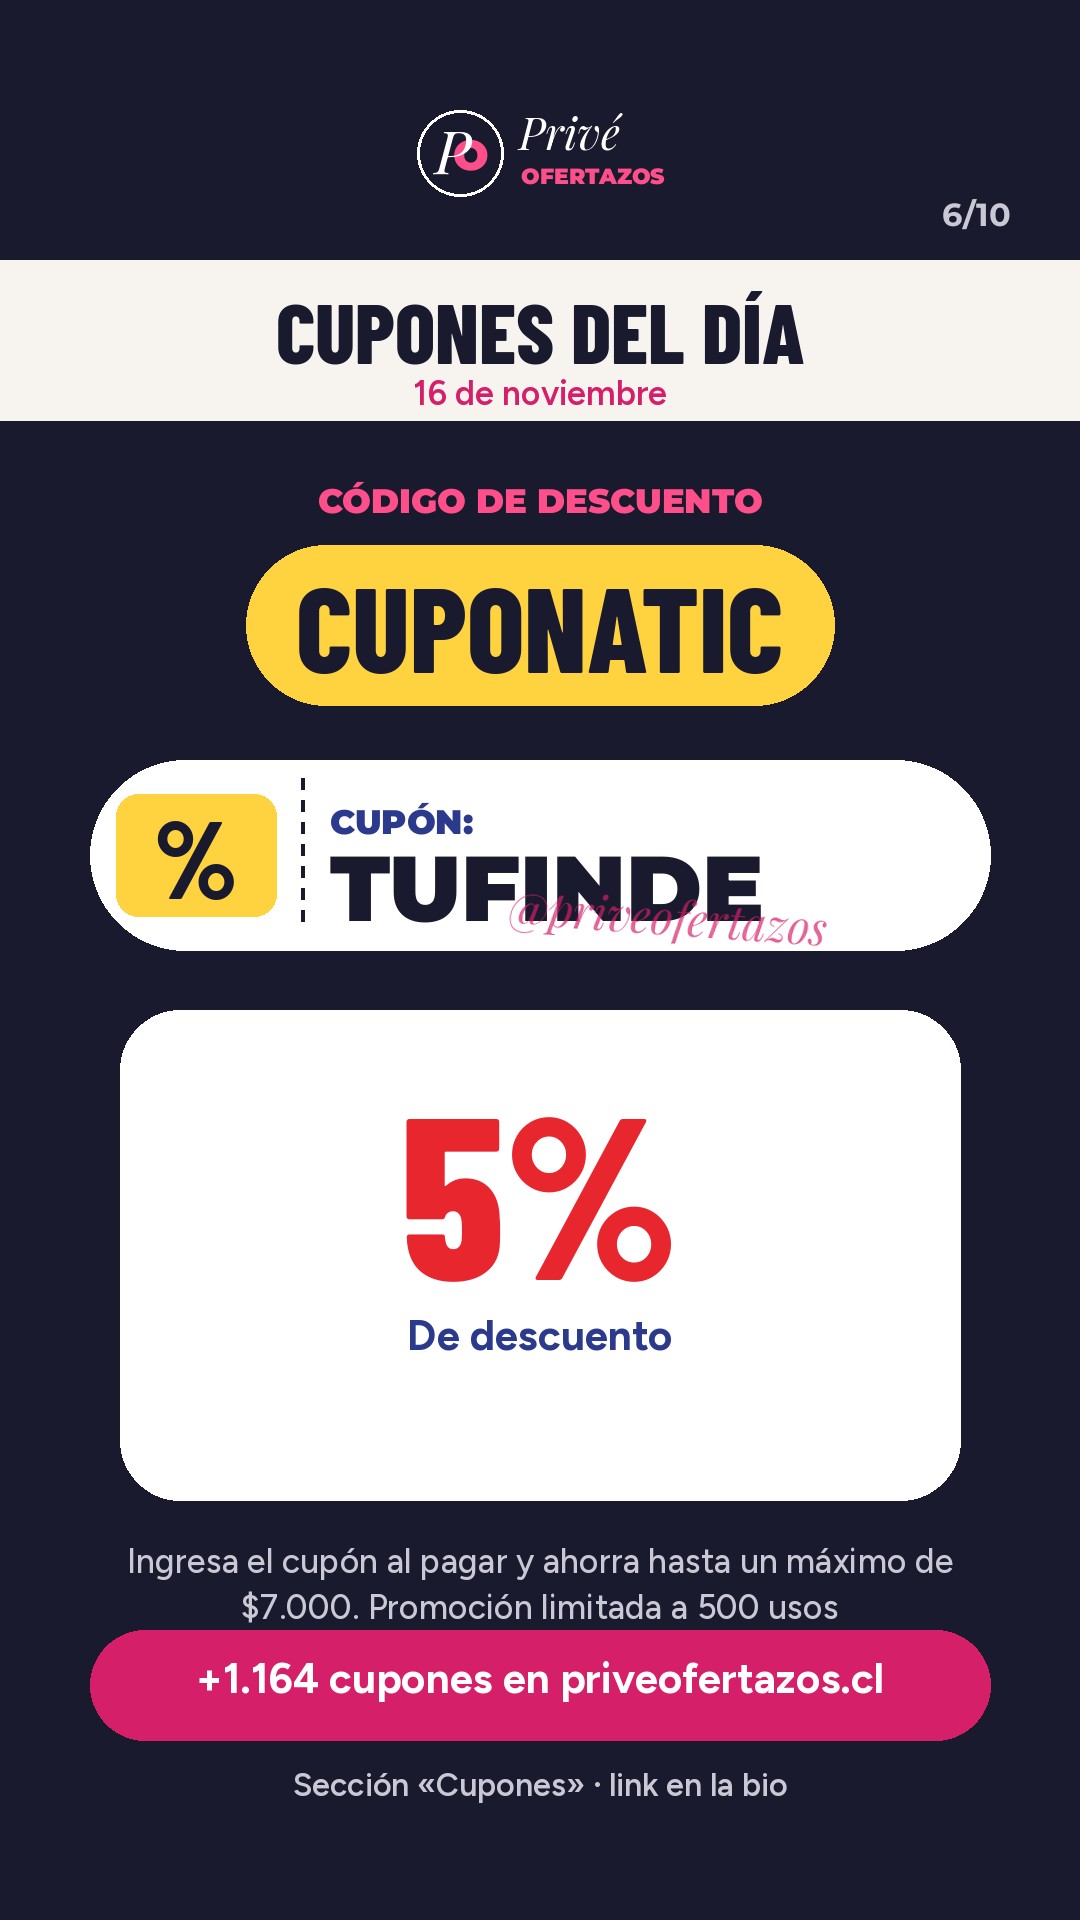 Po
Privé
OFERTAZOS
6/10
CUPONES DEL DÍA
16 de noviembre
CÓDIGO DE DESCUENTO
CUPONATIC
%
CUPÓN:
TUFINDE
@priveofertazos
5%
De descuento
Ingresa el cupón al pagar y ahorra hasta un máximo de
$7.000. Promoción limitada a 500 usos
+1.164 cupones en priveofertazos.cl
Sección «Cupones» · link en la bio